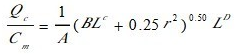 Q_c / C_m = 1 / A (BL^c + 0.25 r^2)^0.50 L^D